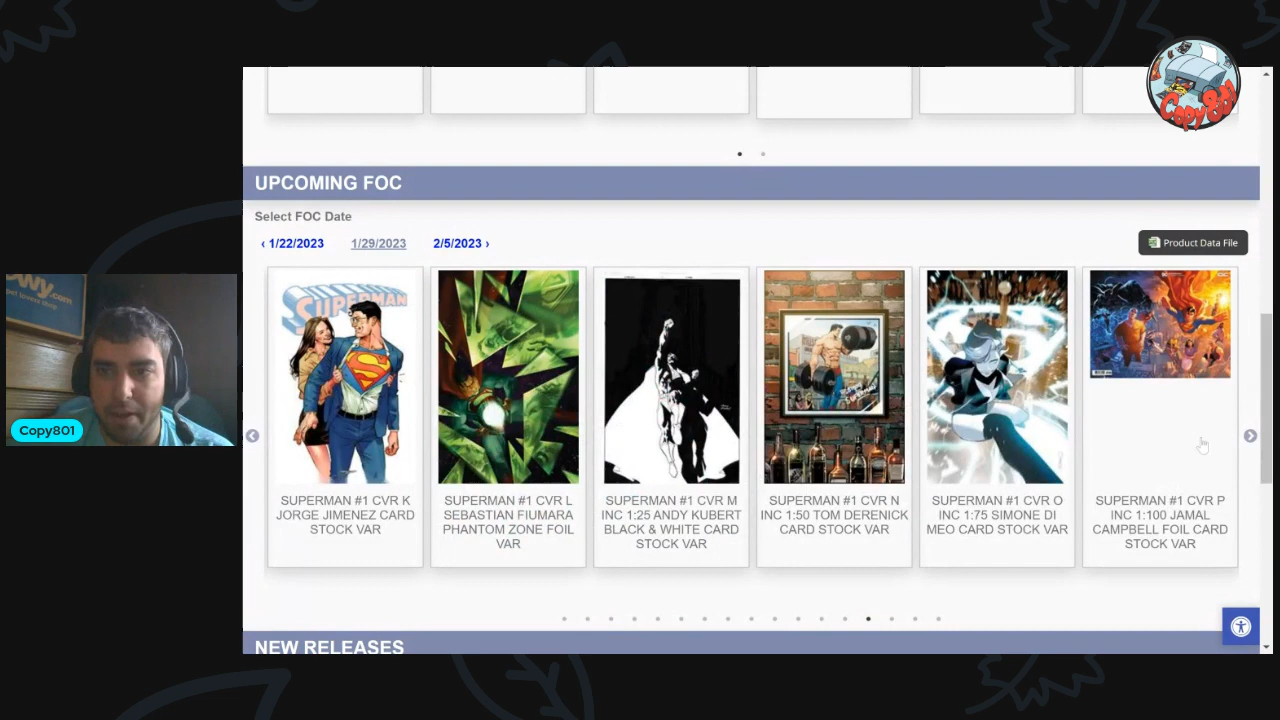 Copy801
UPCOMING FOC
Select FOC Date
‹ 1/22/2023
1/29/2023
2/5/2023 ›
Product Data File
SUPERMAN
SUPERMAN #1 CVR K
JORGE JIMENEZ CARD
STOCK VAR
SUPERMAN #1 CVR L
SEBASTIAN FIUMARA
PHANTOM ZONE FOIL
VAR
SUPERMAN #1 CVR M
INC 1:25 ANDY KUBERT
BLACK & WHITE CARD
STOCK VAR
SUPERMAN #1 CVR N
INC 1:50 TOM DERENICK
CARD STOCK VAR
SUPERMAN #1 CVR O
INC 1:75 SIMONE DI
MEO CARD STOCK VAR
SUPERMAN #1 CVR P
INC 1:100 JAMAL
CAMPBELL FOIL CARD
STOCK VAR
Copy801
NEW RELEASES